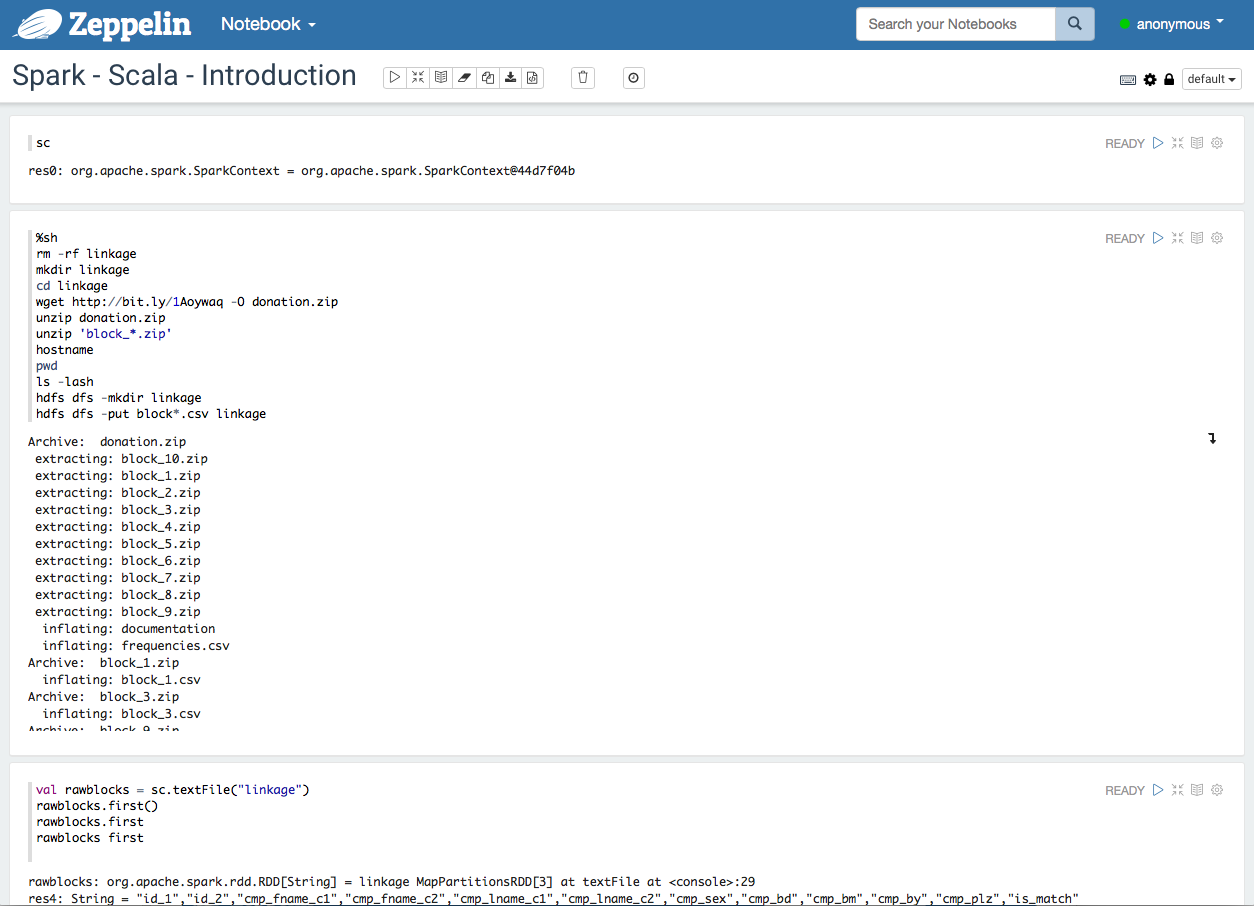 Zeppelin Notebook Search your Notebooks anonymous
Spark - Scala - Introduction default
sc READY
res0: org.apache.spark.SparkContext = org.apache.spark.SparkContext@44d7f04b
%sh READY
rm -rf linkage
mkdir linkage
cd linkage
wget http://bit.ly/1Aoywaq -O donation.zip
unzip donation.zip
unzip 'block_*.zip'
hostname
pwd
ls -lash
hdfs dfs -mkdir linkage
hdfs dfs -put block*.csv linkage
Archive:  donation.zip
 extracting: block_10.zip
 extracting: block_1.zip
 extracting: block_2.zip
 extracting: block_3.zip
 extracting: block_4.zip
 extracting: block_5.zip
 extracting: block_6.zip
 extracting: block_7.zip
 extracting: block_8.zip
 extracting: block_9.zip
  inflating: documentation
  inflating: frequencies.csv
Archive:  block_1.zip
  inflating: block_1.csv
Archive:  block_3.zip
  inflating: block_3.csv
Archive:  block_9.zip
val rawblocks = sc.textFile("linkage") READY
rawblocks.first()
rawblocks.first
rawblocks first
rawblocks: org.apache.spark.rdd.RDD[String] = linkage MapPartitionsRDD[3] at textFile at <console>:29
res4: String = "id_1","id_2","cmp_fname_c1","cmp_fname_c2","cmp_lname_c1","cmp_lname_c2","cmp_sex","cmp_bd","cmp_bm","cmp_by","cmp_plz","is_match"